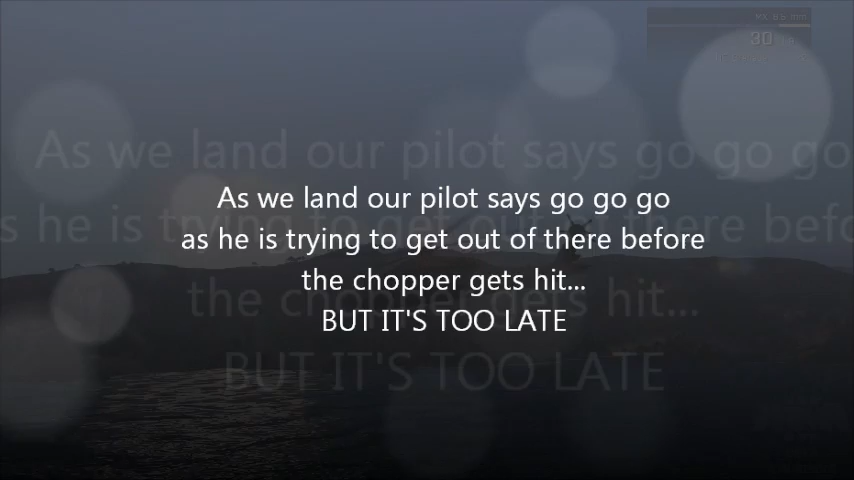 30
As we land our pilot says go go go
as he is trying to get out of there before
the chopper gets hit...
BUT IT'S TOO LATE